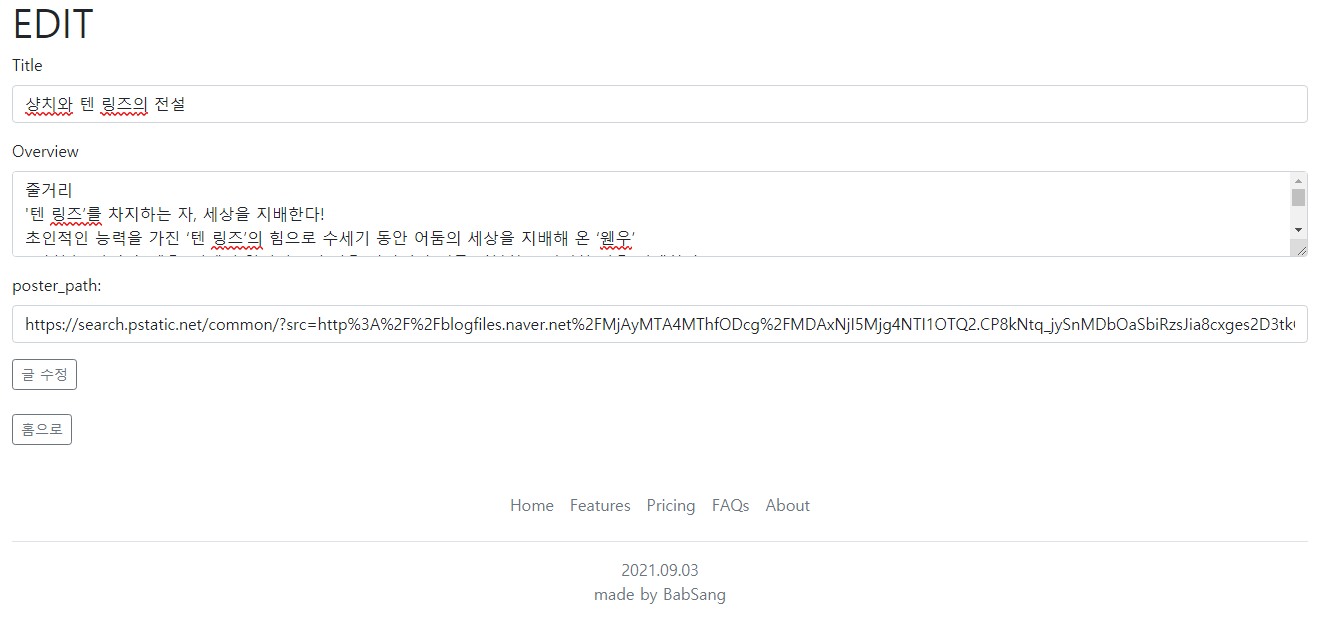 EDIT
Title
샹치와 텐 링즈의 전설
Overview
줄거리
'텐 링즈’를 차지하는 자, 세상을 지배한다!
초인적인 능력을 가진 ‘텐 링즈’의 힘으로 수세기 동안 어둠의 세상을 지배해 온 ‘웬우’
poster_path:
https://search.pstatic.net/common/?src=http%3A%2F%2Fblogfiles.naver.net%2FMjAyMTA4MThfODcg%2FMDAxNjI5Mjg4NTI1OTQ2.CP8kNtq_jySnMDbOaSbiRzsJia8cxges2D3tk
글 수정
홈으로
Home Features Pricing FAQs About
2021.09.03
made by BabSang